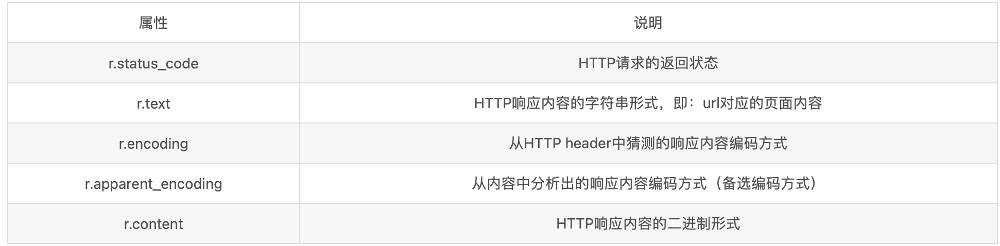 属性 说明
r.status_code HTTP请求的返回状态
r.text HTTP响应内容的字符串形式，即：url对应的页面内容
r.encoding 从HTTP header中猜测的响应内容编码方式
r.apparent_encoding 从内容中分析出的响应内容编码方式（备选编码方式）
r.content HTTP响应内容的二进制形式